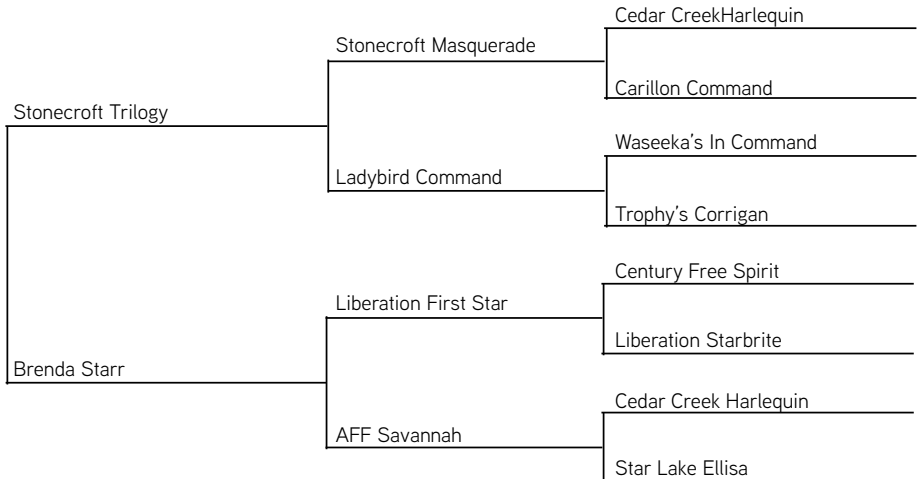 Cedar CreekHarlequin
Stonecroft Masquerade
Carillon Command
Stonecroft Trilogy
Waseeka's In Command
Ladybird Command
Trophy's Corrigan
Century Free Spirit
Liberation First Star
Liberation Starbrite
Brenda Starr
Cedar Creek Harlequin
AFF Savannah
Star Lake Ellisa